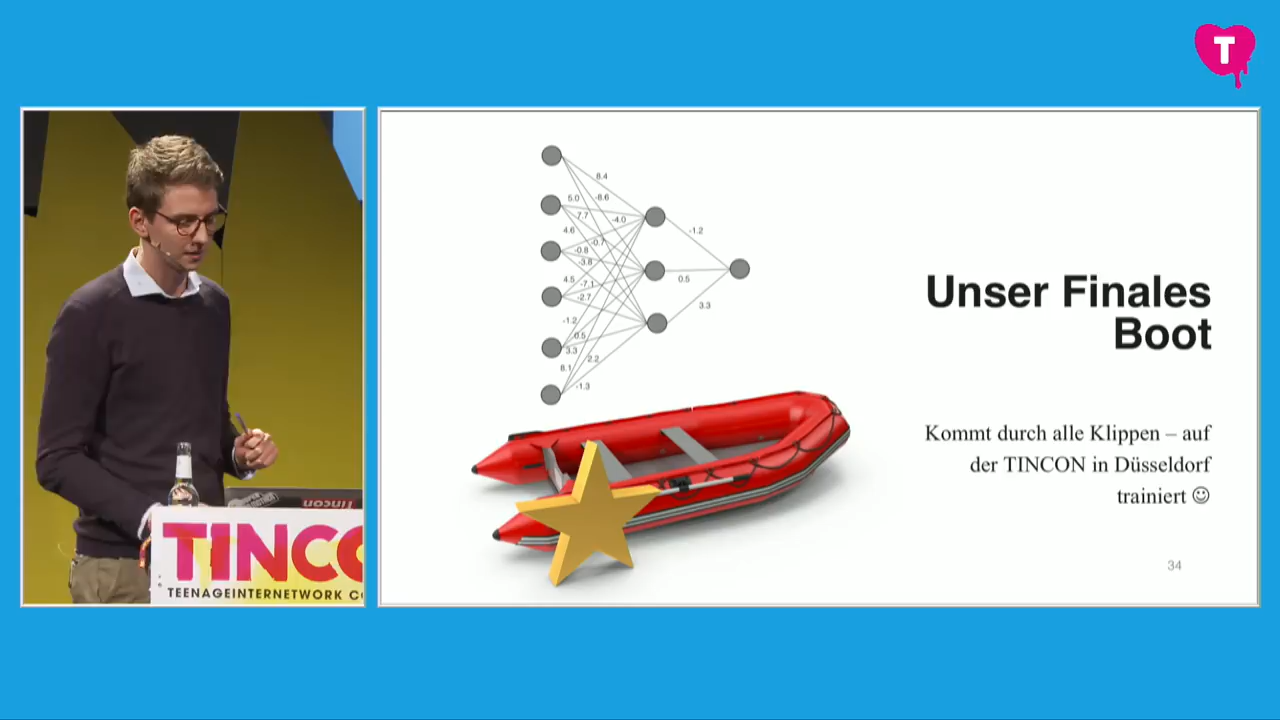 T
8.4
-8.6
5.0
7.7
-4.0
4.6
-0.7
-0.8
-3.8
4.5
-7.1
-2.7
-1.2
0.5
3.3
2.2
8.1
-1.3
-1.2
0.5
3.3
Unser Finales
Boot
Kommt durch alle Klippen – auf
der TINCON in Düsseldorf
trainiert ☺
34
Tincon
TINCO
TEENAGEINTERNETWORK CO